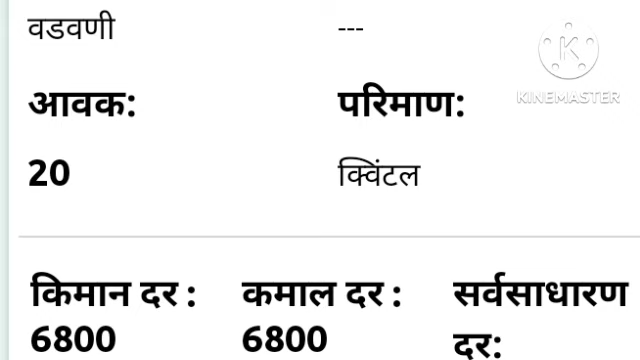 वडवणी ---
आवक: परिमाण:
20 क्विंटल
किमान दर : कमाल दर : सर्वसाधारण
6800 6800 दर:
K
KINEMASTER